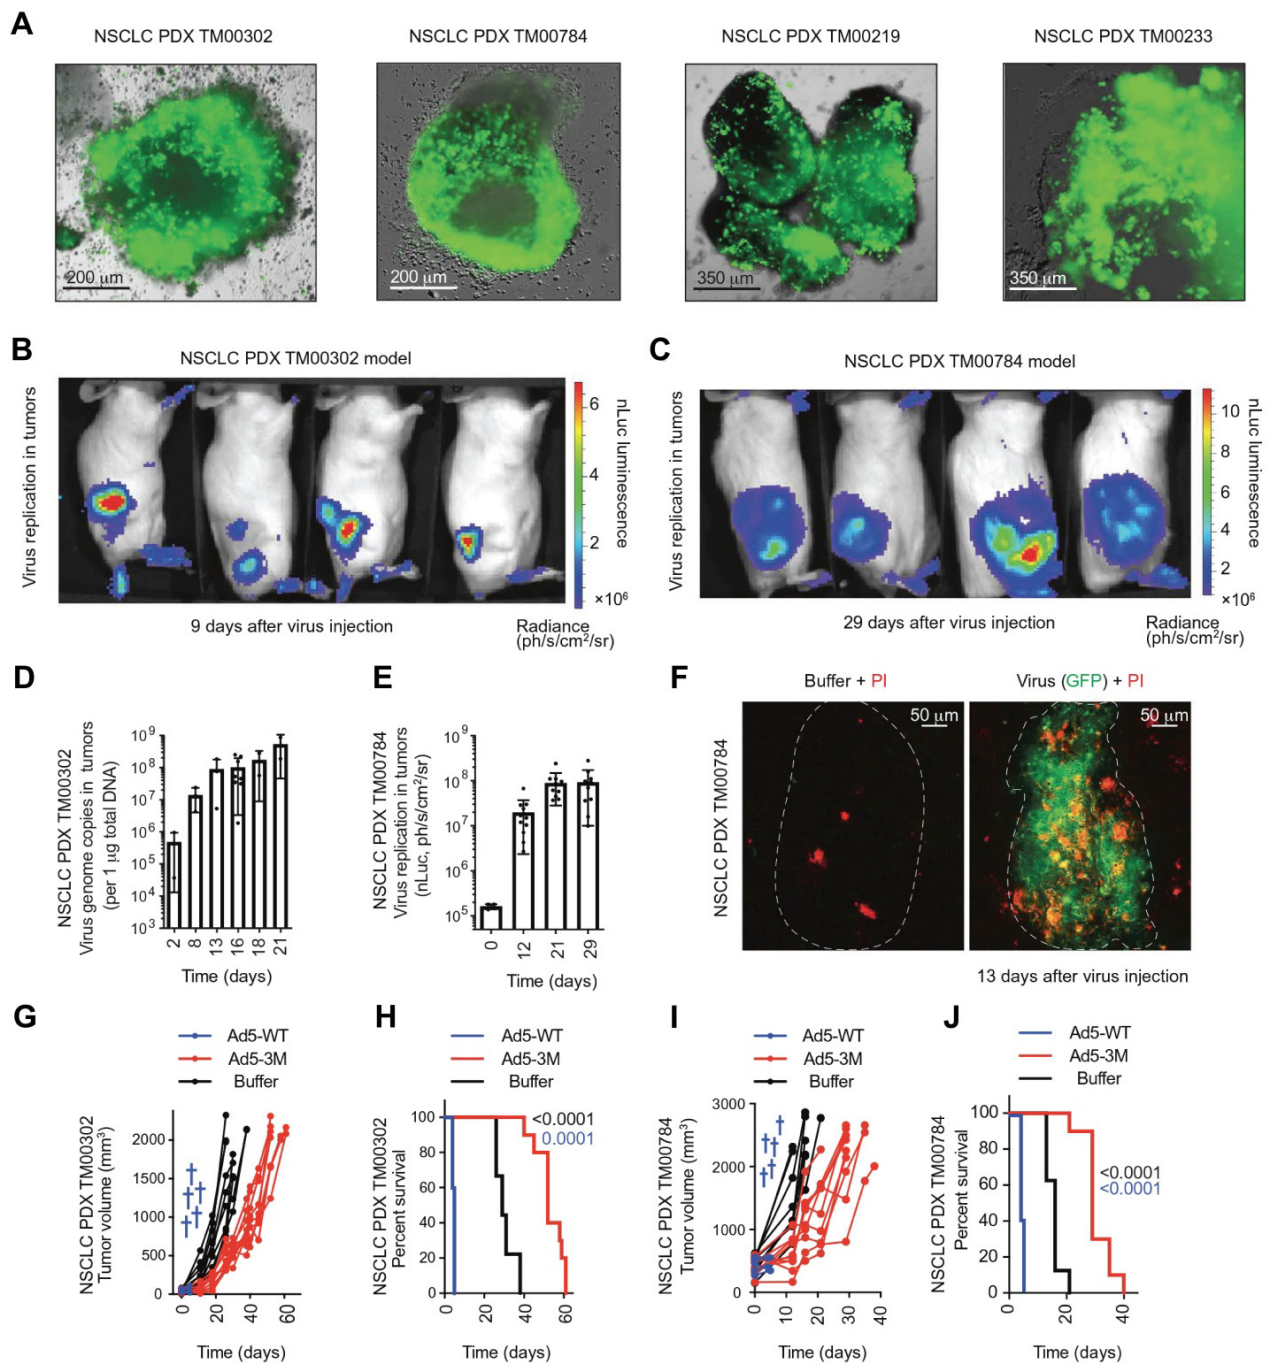 A
NSCLC PDX TM00302
NSCLC PDX TM00784
NSCLC PDX TM00219
NSCLC PDX TM00233
200 μm
200 μm
350 μm
350 μm
B
NSCLC PDX TM00302 model
Virus replication in tumors
6
4
2
×10⁶
nLuc luminescence
9 days after virus injection
Radiance
(ph/s/cm²/sr)
C
NSCLC PDX TM00784 model
Virus replication in tumors
10
8
6
4
2
×10⁶
nLuc luminescence
29 days after virus injection
Radiance
(ph/s/cm²/sr)
D
NSCLC PDX TM00302
Virus genome copies in tumors
(per 1 μg total DNA)
10⁹
10⁸
10⁷
10⁶
10⁵
10⁴
10³
2 8 13 16 18 21
Time (days)
E
NSCLC PDX TM00784
Virus replication in tumors
(nLuc, ph/s/cm²/sr)
10⁹
10⁸
10⁷
10⁶
10⁵
0 12 21 29
Time (days)
F
NSCLC PDX TM00784
Buffer + PI
Virus (GFP) + PI
50 μm
50 μm
13 days after virus injection
G
Ad5-WT
Ad5-3M
Buffer
NSCLC PDX TM00302
Tumor volume (mm³)
2000
1500
1000
500
0
0 20 40 60
Time (days)
H
Ad5-WT
Ad5-3M
Buffer
NSCLC PDX TM00302
Percent survival
100
80
60
40
20
0
<0.0001
0.0001
0 20 40 60
Time (days)
I
Ad5-WT
Ad5-3M
Buffer
NSCLC PDX TM00784
Tumor volume (mm³)
3000
2000
1000
0
0 10 20 30 40
Time (days)
J
Ad5-WT
Ad5-3M
Buffer
NSCLC PDX TM00784
Percent survival
100
80
60
40
20
0
<0.0001
<0.0001
0 20 40
Time (days)